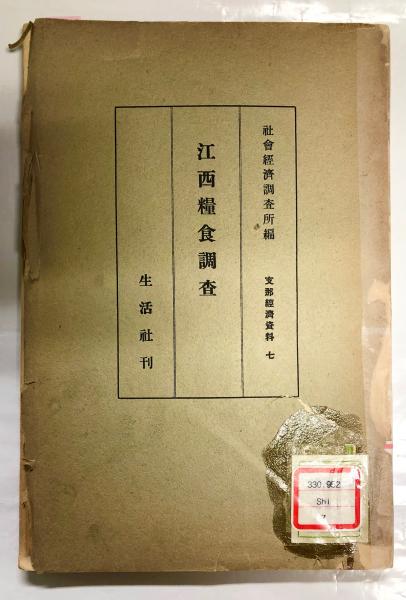 社會經濟調査所編
支那經濟資料 七
江西糧食調查
生活社刊
330.952
Shi
7